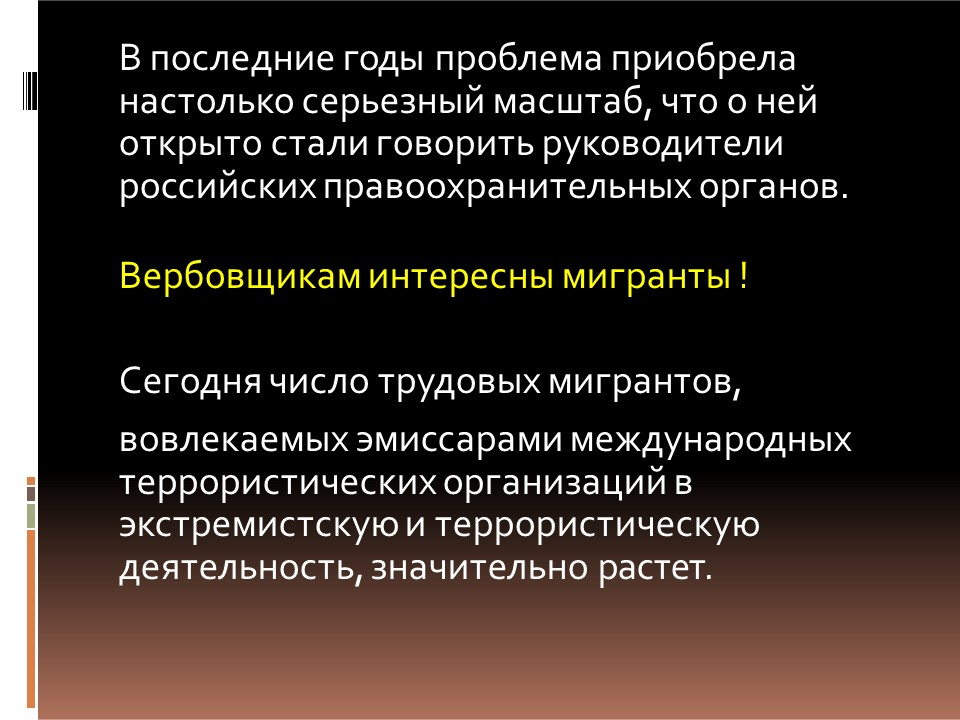 В последние годы проблема приобрела
настолько серьезный масштаб, что о ней
открыто стали говорить руководители
российских правоохранительных органов.
Вербовщикам интересны мигранты !
Сегодня число трудовых мигрантов,
вовлекаемых эмиссарами международных
террористических организаций в
экстремистскую и террористическую
деятельность, значительно растет.